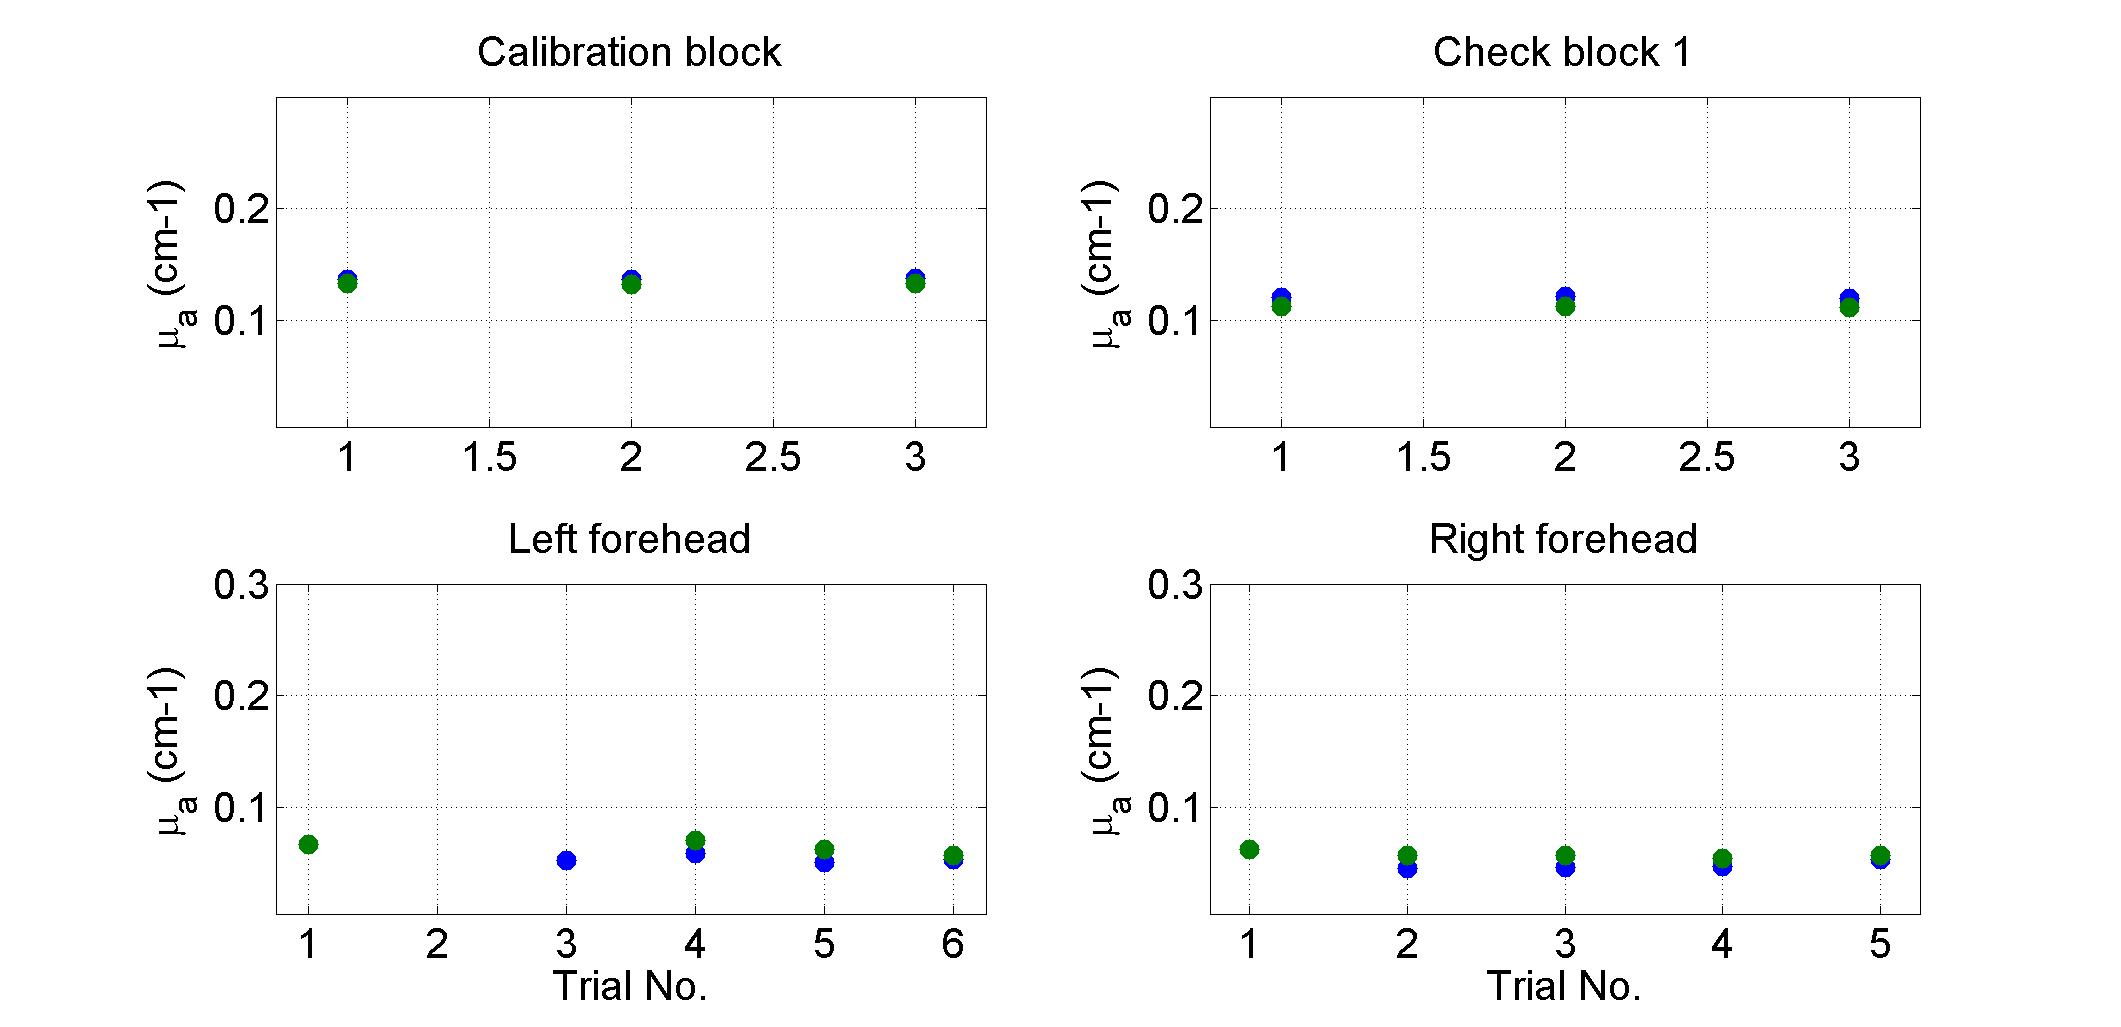 Calibration block
Check block 1
μa (cm-1)
0.2
0.1
1 1.5 2 2.5 3
μa (cm-1)
0.2
0.1
1 1.5 2 2.5 3
Left forehead
Right forehead
μa (cm-1)
0.3
0.2
0.1
1 2 3 4 5 6
Trial No.
μa (cm-1)
0.3
0.2
0.1
1 2 3 4 5
Trial No.